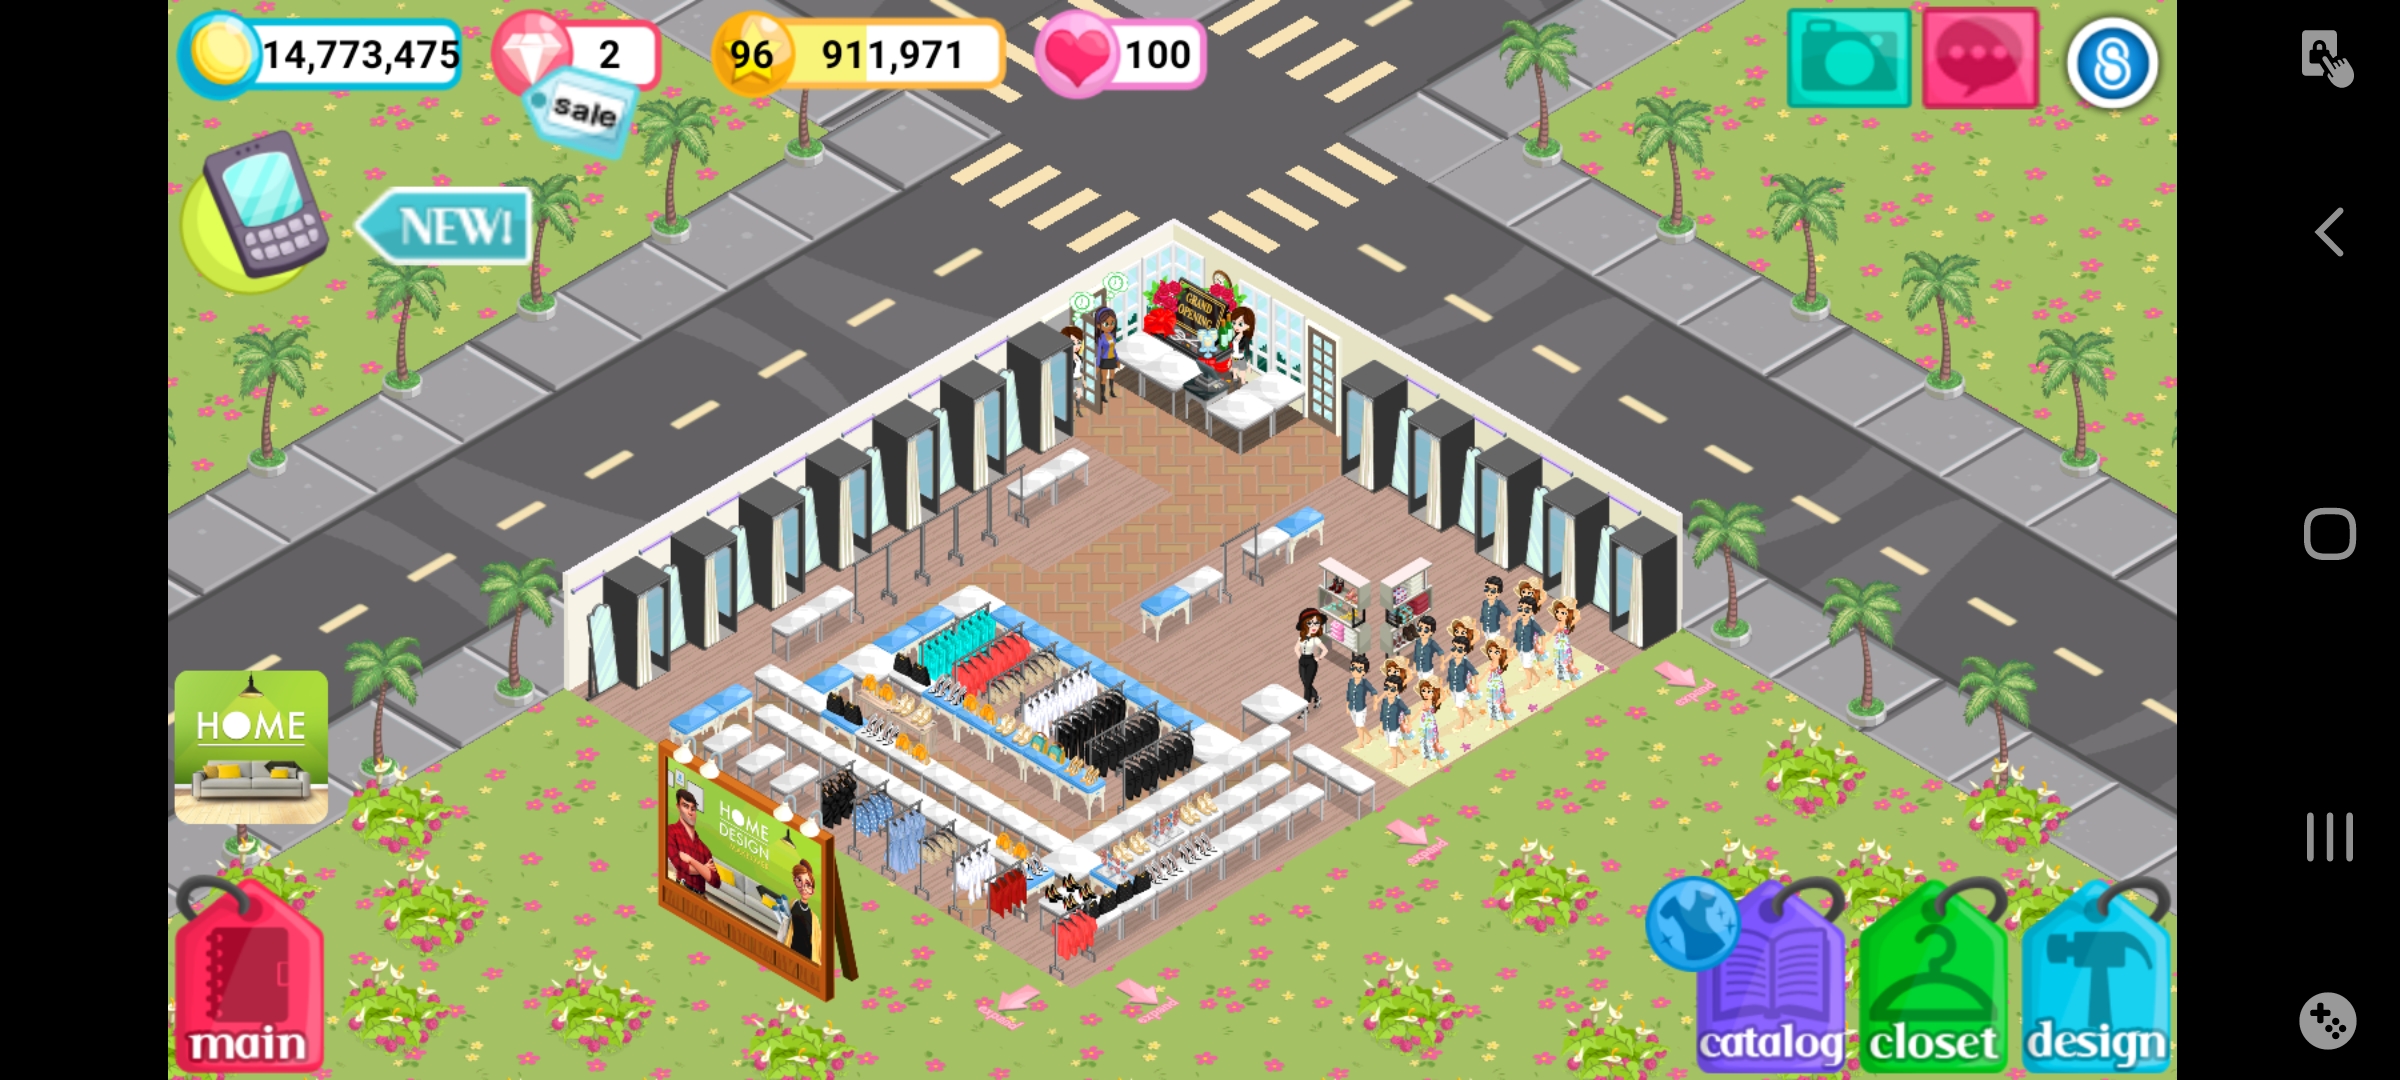 14,773,475
2
96
911,971
100
sale
NEW!
GRAND
OPENING
HOME
HOME
DESIGN
expand
expand
expand
expand
main
catalog
closet
design